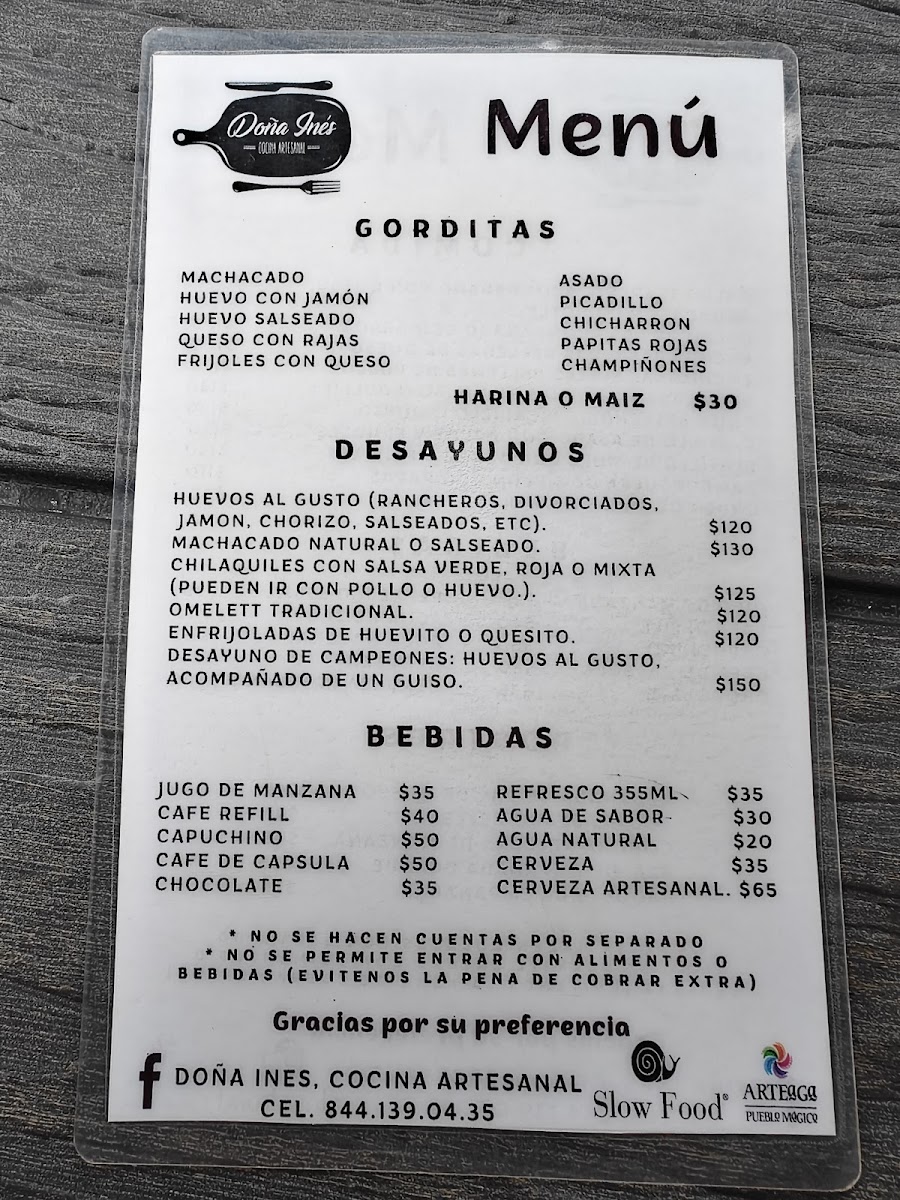 Doña Inés
COCINA ARTESANAL
Menú
GORDITAS
MACHACADO
HUEVO CON JAMÓN
HUEVO SALSEADO
QUESO CON RAJAS
FRIJOLES CON QUESO
ASADO
PICADILLO
CHICHARRON
PAPITAS ROJAS
CHAMPIÑONES
HARINA O MAIZ $30
DESAYUNOS
HUEVOS AL GUSTO (RANCHEROS, DIVORCIADOS,
JAMON, CHORIZO, SALSEADOS, ETC). $120
MACHACADO NATURAL O SALSEADO. $130
CHILAQUILES CON SALSA VERDE, ROJA O MIXTA
(PUEDEN IR CON POLLO O HUEVO.). $125
OMELETT TRADICIONAL. $120
ENFRIJOLADAS DE HUEVITO O QUESITO. $120
DESAYUNO DE CAMPEONES: HUEVOS AL GUSTO,
ACOMPAÑADO DE UN GUISO. $150
BEBIDAS
JUGO DE MANZANA $35
CAFE REFILL $40
CAPUCHINO $50
CAFE DE CAPSULA $50
CHOCOLATE $35
REFRESCO 355ML $35
AGUA DE SABOR $30
AGUA NATURAL $20
CERVEZA $35
CERVEZA ARTESANAL. $65
* NO SE HACEN CUENTAS POR SEPARADO
* NO SE PERMITE ENTRAR CON ALIMENTOS O
BEBIDAS (EVITENOS LA PENA DE COBRAR EXTRA)
Gracias por su preferencia
f DOÑA INES, COCINA ARTESANAL
CEL. 844.139.04.35
Slow Food®
ARTEAGA
PUEBLO MÁGICO